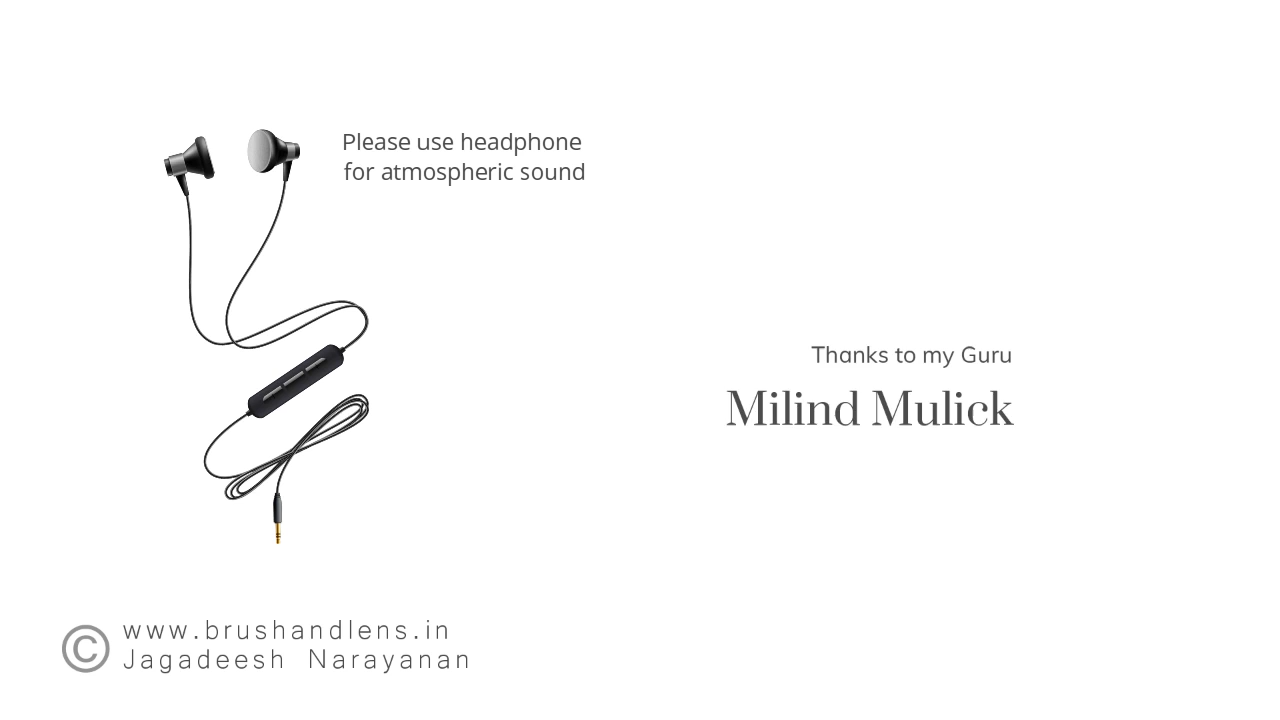 Please use headphone
for atmospheric sound
Thanks to my Guru
Milind Mulick
© www.brushandlens.in
Jagadeesh Narayanan